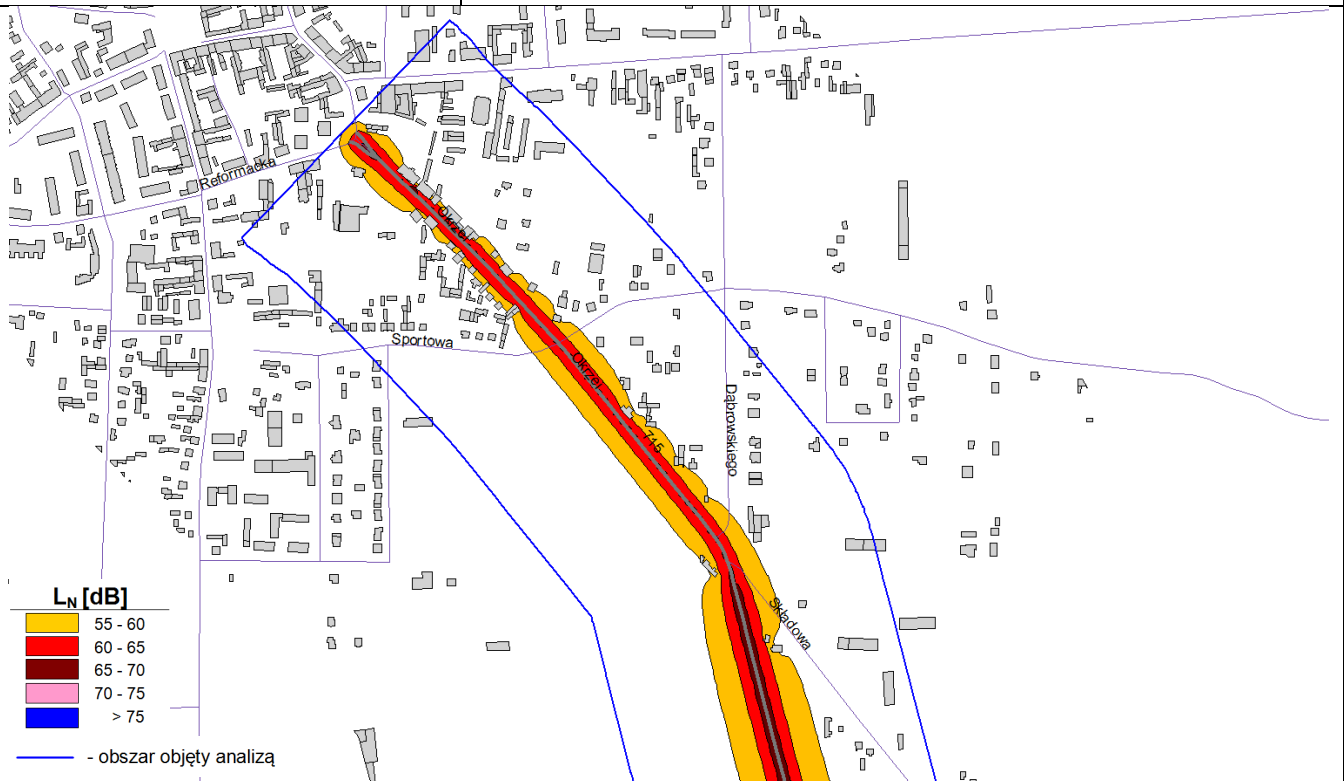 Reformacka
Okrzei
Sportowa
Okrzei
Dąbrowskiego
715
Składowa
L_N [dB]
55 - 60
60 - 65
65 - 70
70 - 75
> 75
- obszar objęty analizą